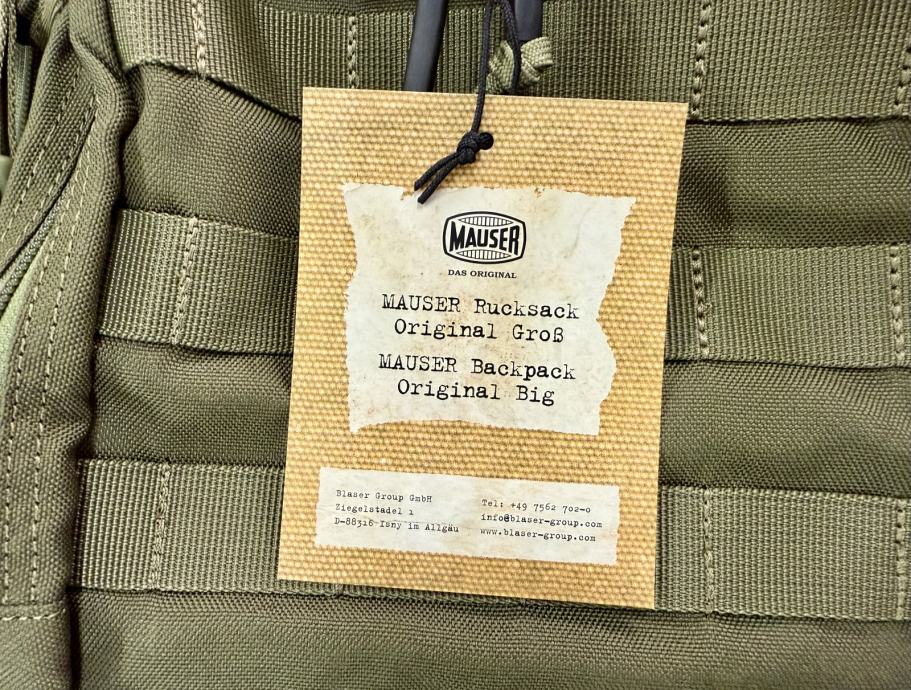 MAUSER
DAS ORIGINAL
MAUSER Rucksack
Original Groß
MAUSER Backpack
Original Big
Blaser Group GmbH
Ziegelstadel 1
D-88316 Isny im Allgäu
Tel: +49 7562 702-0
info@blaser-group.com
www.blaser-group.com